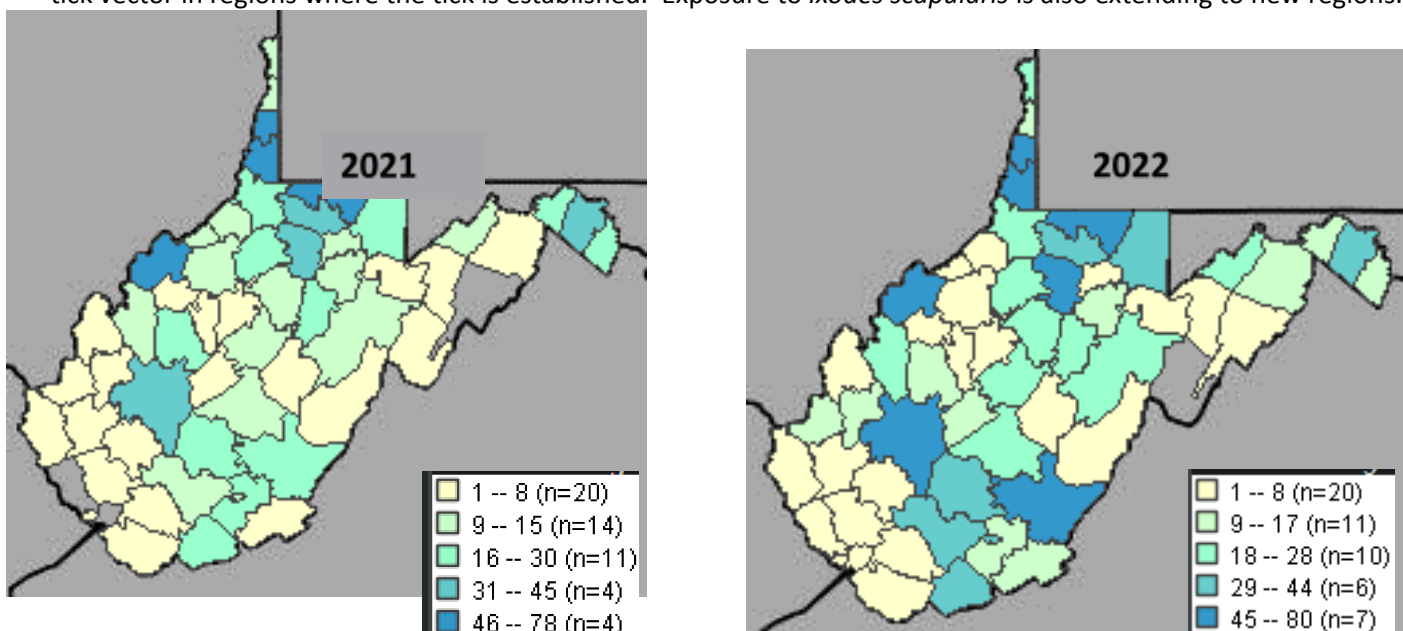 tick vector in regions where the tick is established. Exposure to Ixodes scapularis is also extending to new regions.
2021
2022
1 -- 8 (n=20)
9 -- 15 (n=14)
16 -- 30 (n=11)
31 -- 45 (n=4)
46 -- 78 (n=4)
1 -- 8 (n=20)
9 -- 17 (n=11)
18 -- 28 (n=10)
29 -- 44 (n=6)
45 -- 80 (n=7)